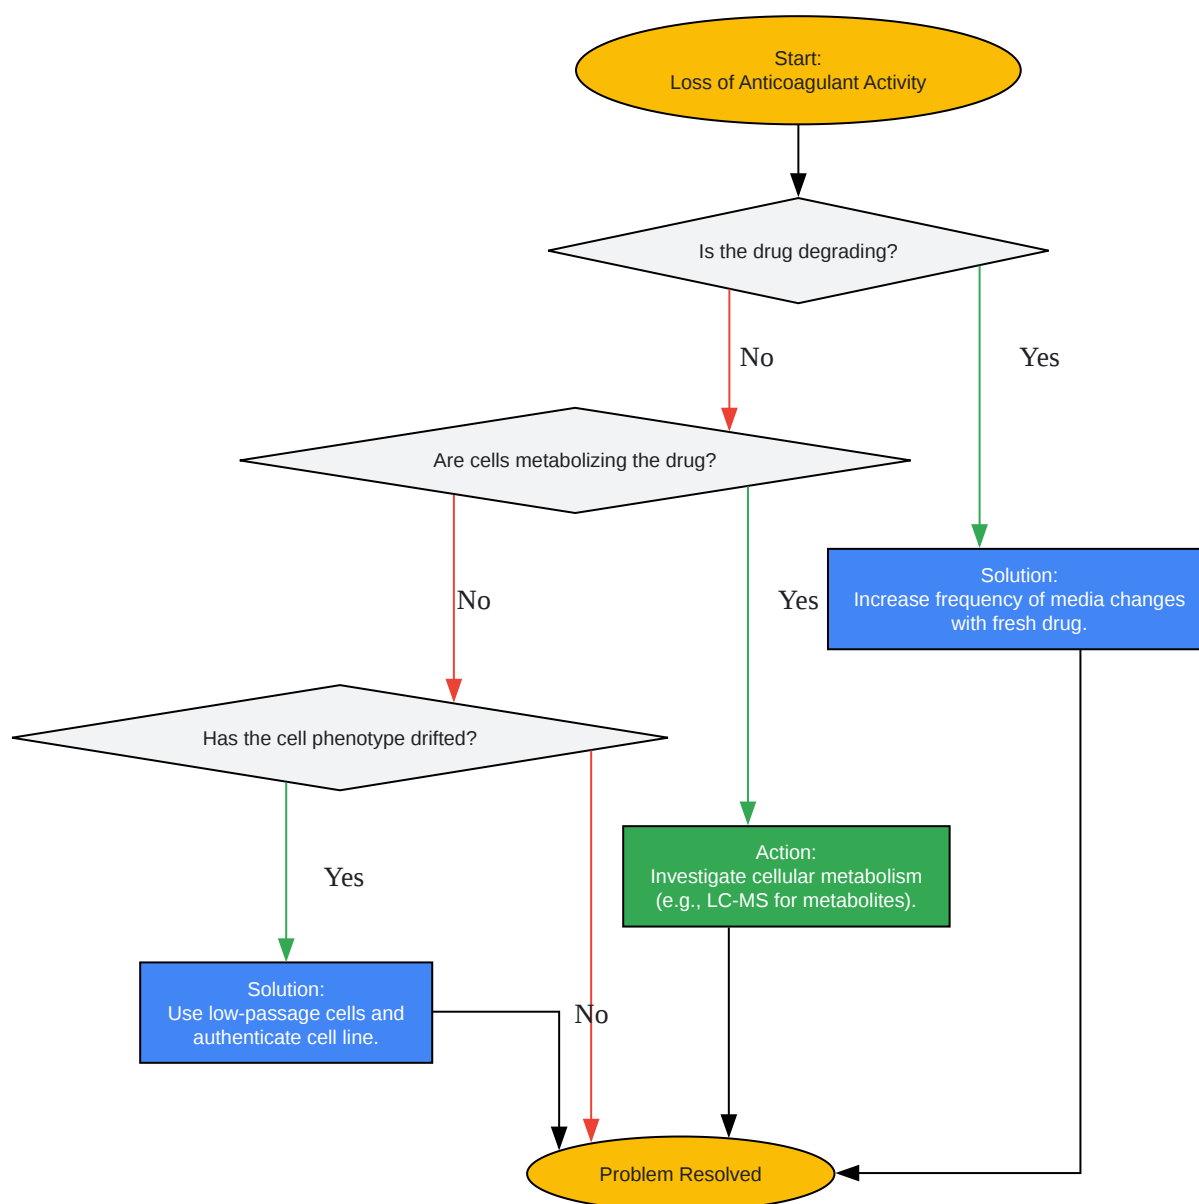 Start:
Loss of Anticoagulant Activity
Is the drug degrading?
No
Yes
Are cells metabolizing the drug?
No
Yes
Solution:
Increase frequency of media changes
with fresh drug.
Has the cell phenotype drifted?
Yes
Action:
Investigate cellular metabolism
(e.g., LC-MS for metabolites).
Solution:
Use low-passage cells and
authenticate cell line.
No
Problem Resolved